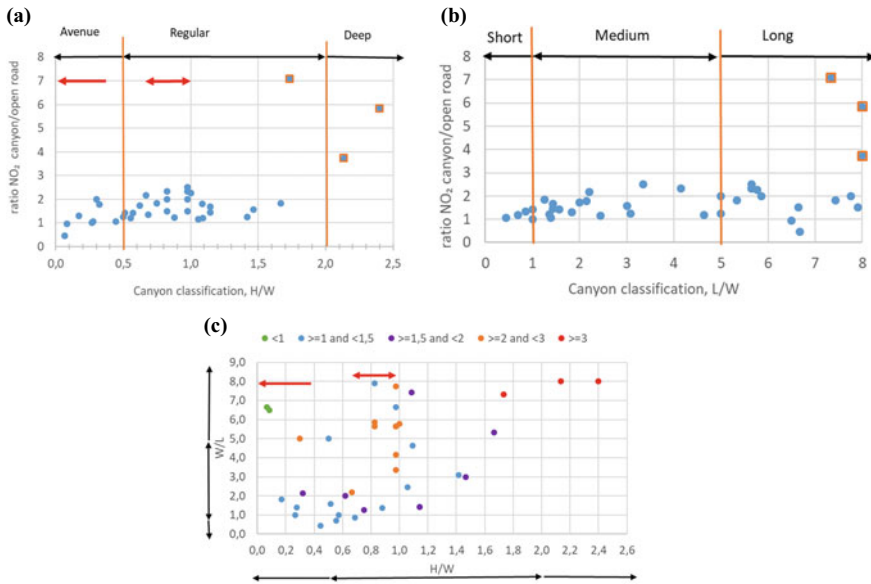 (a)
Avenue Regular Deep
8
7
6
5
4
3
2
1
0
ratio NO₂ canyon/open road
0,0 0,5 1,0 1,5 2,0 2,5
Canyon classification, H/W
(b)
Short Medium Long
8
7
6
5
4
3
2
1
0
ratio NO₂ canyon/open road
0 1 2 3 4 5 6 7 8
Canyon classification, L/W
(c)
<1 >=1 and <1,5 >=1,5 and <2 >=2 and <3 >=3
9,0
8,0
7,0
6,0
5,0
4,0
3,0
2,0
1,0
0,0
W/L
0,0 0,2 0,4 0,6 0,8 1,0 1,2 1,4 1,6 1,8 2,0 2,2 2,4 2,6
H/W